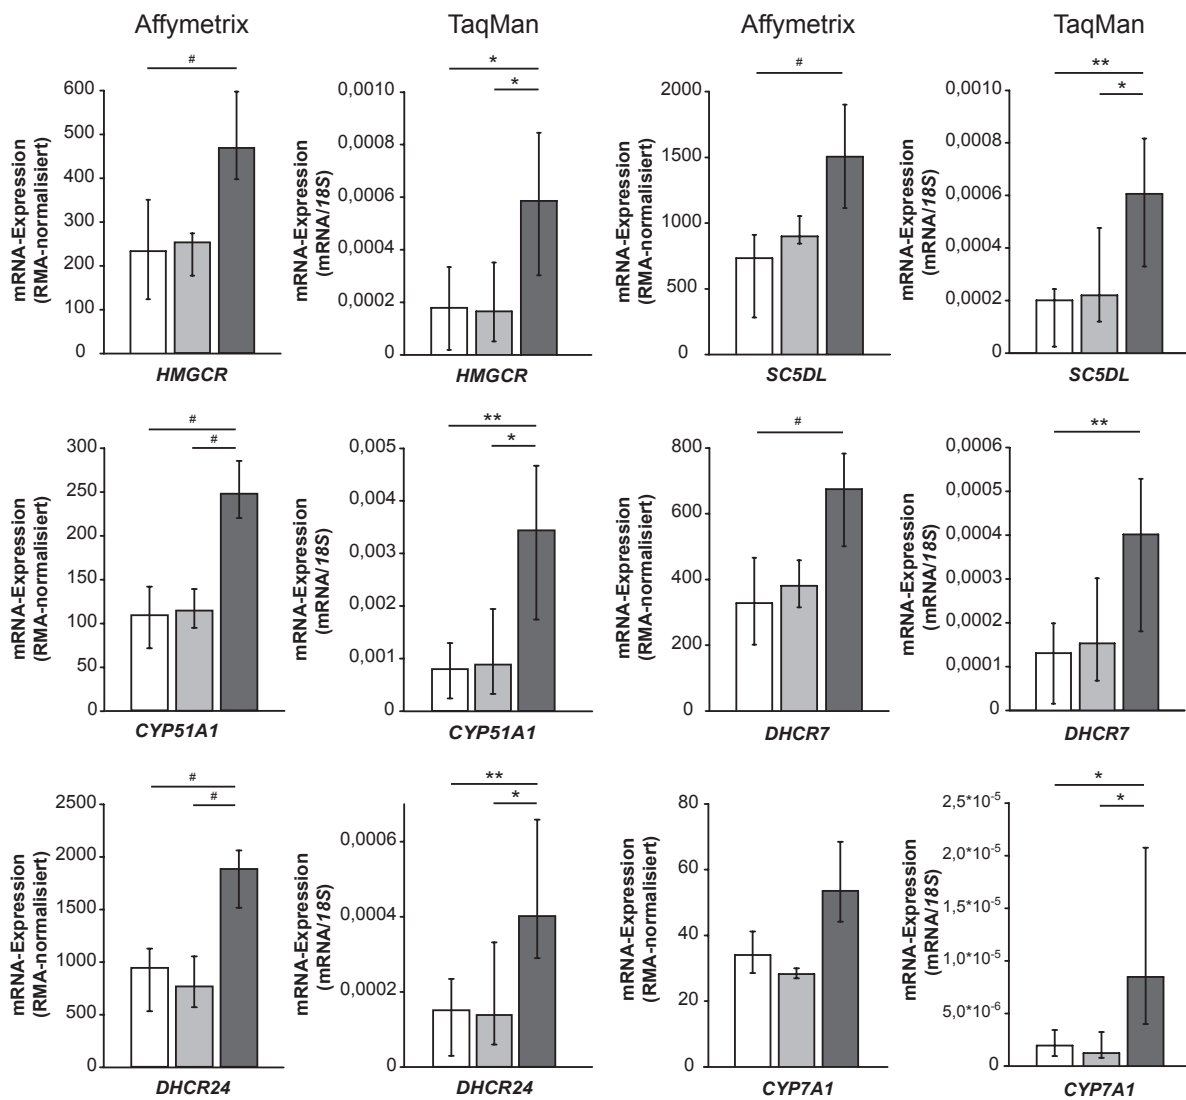 Affymetrix TaqMan Affymetrix TaqMan
#
mRNA-Expression
(RMA-normalisiert)
600
500
400
300
200
100
0
HMGCR
*
*
mRNA-Expression
(mRNA/18S)
0,0010
0,0008
0,0006
0,0004
0,0002
0
HMGCR
#
mRNA-Expression
(RMA-normalisiert)
2000
1500
1000
500
0
SC5DL
**
*
mRNA-Expression
(mRNA/18S)
0,0010
0,0008
0,0006
0,0004
0,0002
0
SC5DL
#
#
mRNA-Expression
(RMA-normalisiert)
300
250
200
150
100
50
0
CYP51A1
**
*
mRNA-Expression
(mRNA/18S)
0,005
0,004
0,003
0,002
0,001
0
CYP51A1
#
mRNA-Expression
(RMA-normalisiert)
800
600
400
200
0
DHCR7
**
mRNA-Expression
(mRNA/18S)
0,0006
0,0005
0,0004
0,0003
0,0002
0,0001
0
DHCR7
#
#
mRNA-Expression
(RMA-normalisiert)
2500
2000
1500
1000
500
0
DHCR24
**
*
mRNA-Expression
(mRNA/18S)
0,0006
0,0004
0,0002
0
DHCR24
mRNA-Expression
(RMA-normalisiert)
80
60
40
20
0
CYP7A1
*
*
mRNA-Expression
(mRNA/18S)
2,5*10⁻⁵
2,0*10⁻⁵
1,5*10⁻⁵
1,0*10⁻⁵
5,0*10⁻⁶
0
CYP7A1